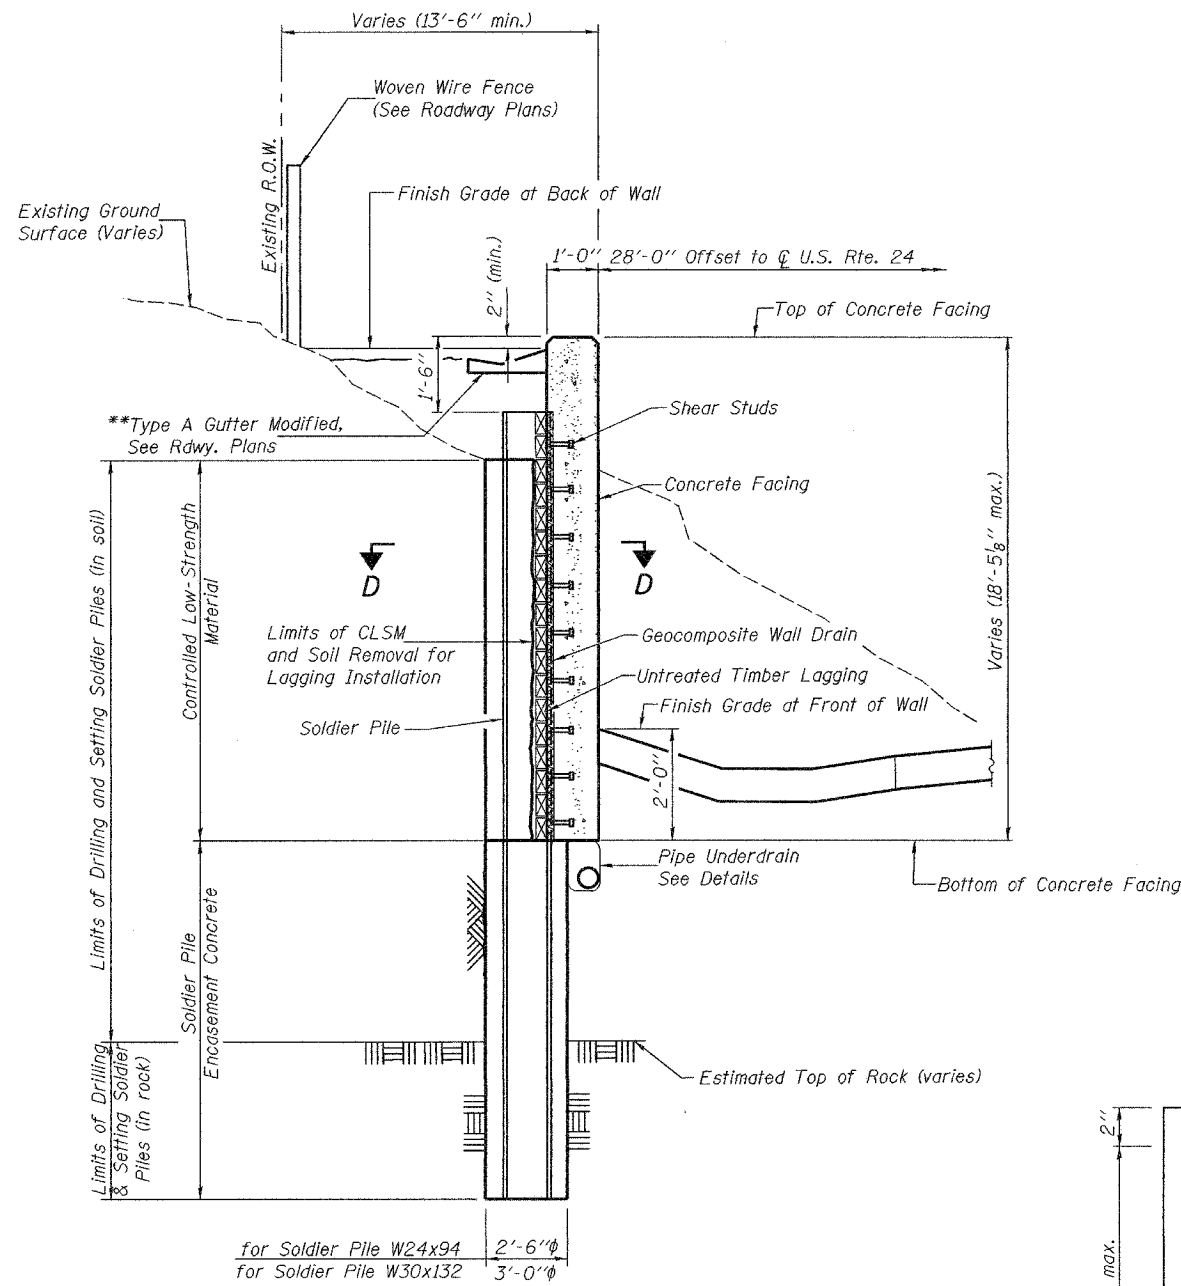 Varies (13'-6" min.)
Woven Wire Fence
(See Roadway Plans)
Existing R.O.W.
Finish Grade at Back of Wall
Existing Ground
Surface (Varies)
2" (min.)
1'-0"
28'-0" Offset to ℄ U.S. Rte. 24
Top of Concrete Facing
1'-6"
**Type A Gutter Modified,
See Rdwy. Plans
Shear Studs
Concrete Facing
Varies (18'-5⅛" max.)
Limits of Drilling and Setting Soldier Piles (in soil)
Controlled Low-Strength
Material
D
D
Limits of CLSM
and Soil Removal for
Lagging Installation
Geocomposite Wall Drain
Untreated Timber Lagging
Finish Grade at Front of Wall
Soldier Pile
2'-0"
Pipe Underdrain
See Details
Bottom of Concrete Facing
Soldier Pile
Encasement Concrete
Limits of Drilling
& Setting Soldier
Piles (in rock)
Estimated Top of Rock (varies)
2"
max.
for Soldier Pile W24x94 2'-6"ϕ
for Soldier Pile W30x132 3'-0"ϕ